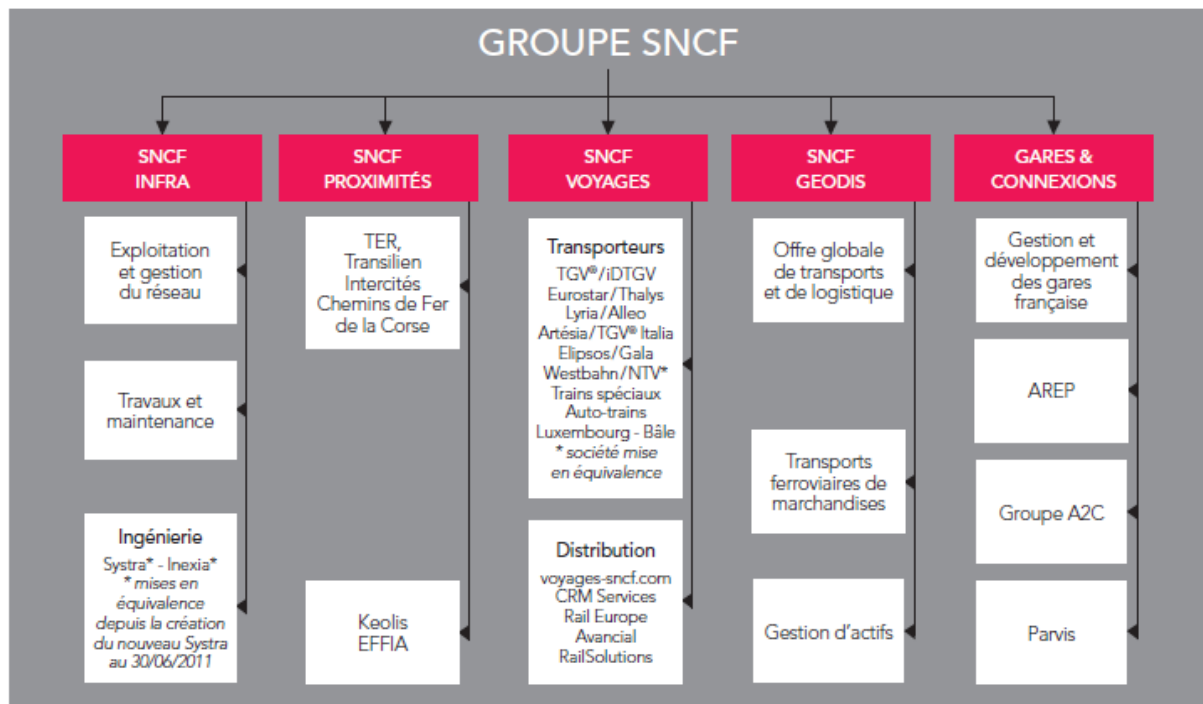 GROUPE SNCF
SNCF
INFRA
Exploitation
et gestion
du réseau
Travaux et
maintenance
Ingénierie
Systra* - Inexia*
* mises en
équivalence
depuis la création
du nouveau Systra
au 30/06/2011
SNCF
PROXIMITÉS
TER,
Transilien
Intercités
Chemins de Fer
de la Corse
Keolis
EFFIA
SNCF
VOYAGES
Transporteurs
TGV®/iDTGV
Eurostar/Thalys
Lyria/Alleo
Artésia/TGV® Italia
Elipsos/Gala
Westbahn/NTV*
Trains spéciaux
Auto-trains
Luxembourg - Bâle
* société mise
en équivalence
Distribution
voyages-sncf.com
CRM Services
Rail Europe
Avancial
RailSolutions
SNCF
GEODIS
Offre globale
de transports
et de logistique
Transports
ferroviaires de
marchandises
Gestion d'actifs
GARES &
CONNEXIONS
Gestion et
développement
des gares
française
AREP
Groupe A2C
Parvis